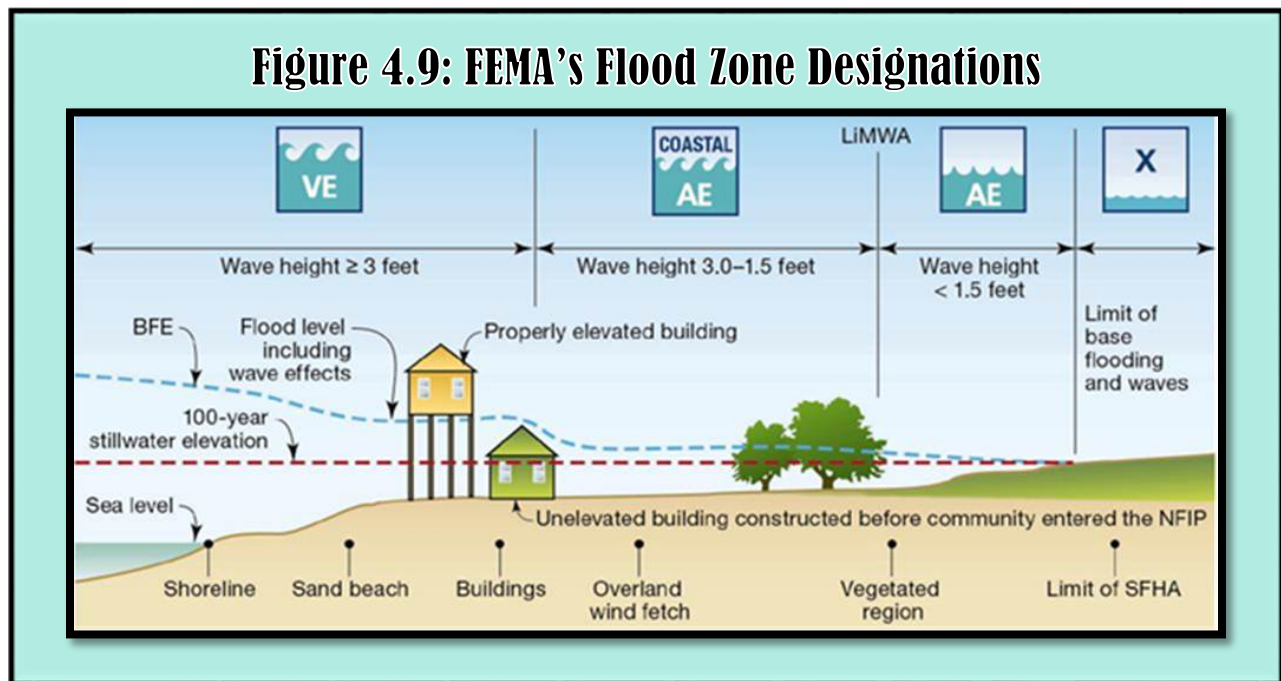 Figure 4.9: FEMA's Flood Zone Designations
VE
COASTAL
AE
LiMWA
AE
X
Wave height ≥ 3 feet
Wave height 3.0–1.5 feet
Wave height
< 1.5 feet
BFE
Flood level
including
wave effects
Properly elevated building
Limit of
base
flooding
and waves
100-year
stillwater elevation
Sea level
Unelevated building constructed before community entered the NFIP
Shoreline
Sand beach
Buildings
Overland
wind fetch
Vegetated
region
Limit of SFHA